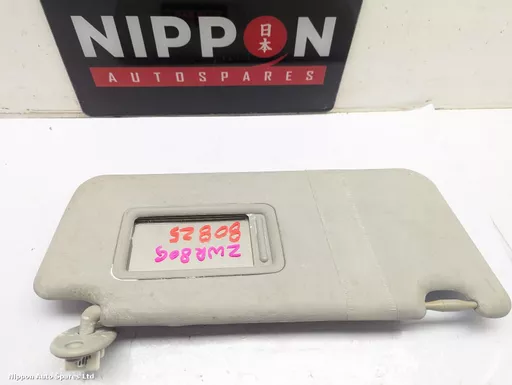 NIPPON
日本
AUTOSPARES
80825
ZWR80G
Nippon Auto Spares Ltd